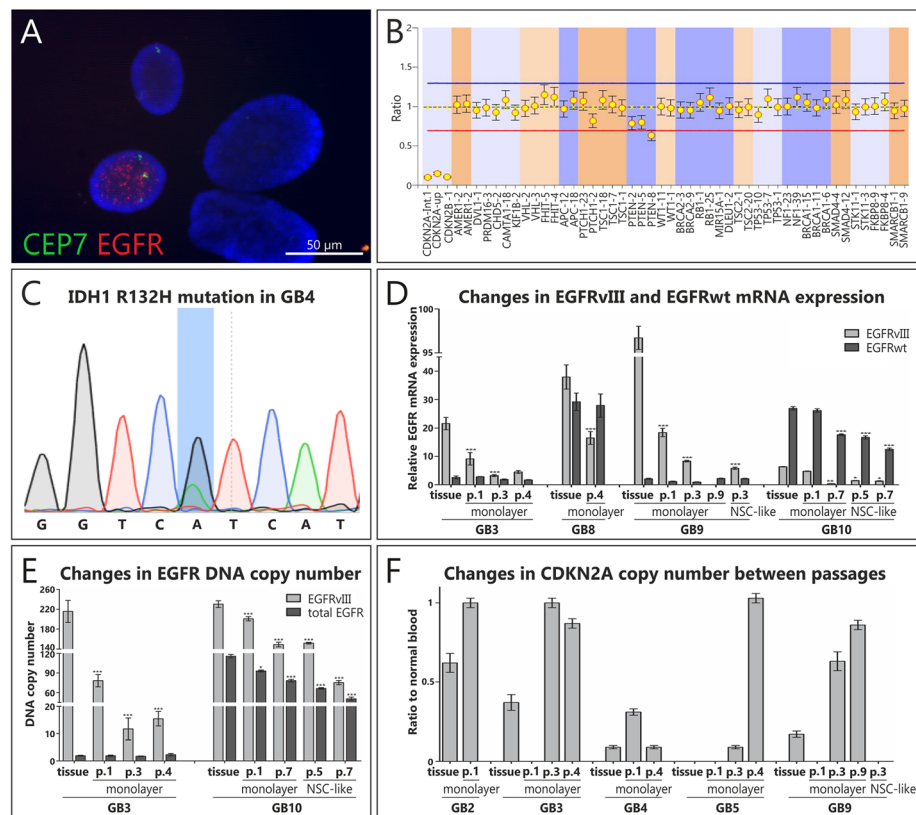 A
CEP7 EGFR
50 µm
B
Ratio
2
1.5
1
0.5
0
CDKN2A-Int.1
CDKN2A-up
CDKN2B -1
AMER1-2
AMER1-2
DVL1-1
PRDM16-3
CHD5-2
CAMTA1-18
KIF1B-2
VHL-2
VHL-3
FHIT-5
FHIT-4
APC-12
APC-18
PTCH1-23
PTCH1-2
TSC-18
TSC1-7
TSC1-1
PTEN-2
PTEN-5
PTEN-8
WT1-11
WT1-1
BRCA2-3
BRCA2-9
RB1-5
RB1-25
MIR15A-1
DLEU1-2
TSC2-1
TSC2-20
TP53-10
TP53-7
TP53-1
NF1-23
NF1-39
BRCA1-15
BRCA1-11
BRCA1-6
SMAD4-4
SMAD4-12
STK11-3
STK11-3
FKBP8-9
FKBP8-4
SMARCB1-1
SMARCB1-9
C
IDH1 R132H mutation in GB4
G G T C A T C A T
D
Changes in EGFRvIII and EGFRwt mRNA expression
Relative EGFR mRNA expression
100
95
40
30
20
10
0
EGFRvIII
EGFRwt
*** *** *** *** *** *** ** *** * *** * ***
tissue p.1 p.3 p.4 tissue p.4 tissue p.1 p.3 p.9 p.3 tissue p.1 p.7 p.5 p.7
monolayer monolayer monolayer NSC-like monolayer NSC-like
GB3 GB8 GB9 GB10
E
Changes in EGFR DNA copy number
DNA copy number
260
220
180
140
120
90
60
20
10
0
EGFRvIII
total EGFR
*** *** *** *** * *** *** *** *** *** ***
tissue p.1 p.3 p.4 tissue p.1 p.7 p.5 p.7
monolayer monolayer NSC-like
GB3 GB10
F
Changes in CDKN2A copy number between passages
Ratio to normal blood
1
0.5
0
tissue p.1 tissue p.1 p.3 p.4 tissue p.1 p.4 tissue p.1 p.3 p.4 tissue p.1 p.3 p.9 p.3
monolayer monolayer monolayer monolayer monolayer NSC-like
GB2 GB3 GB4 GB5 GB9